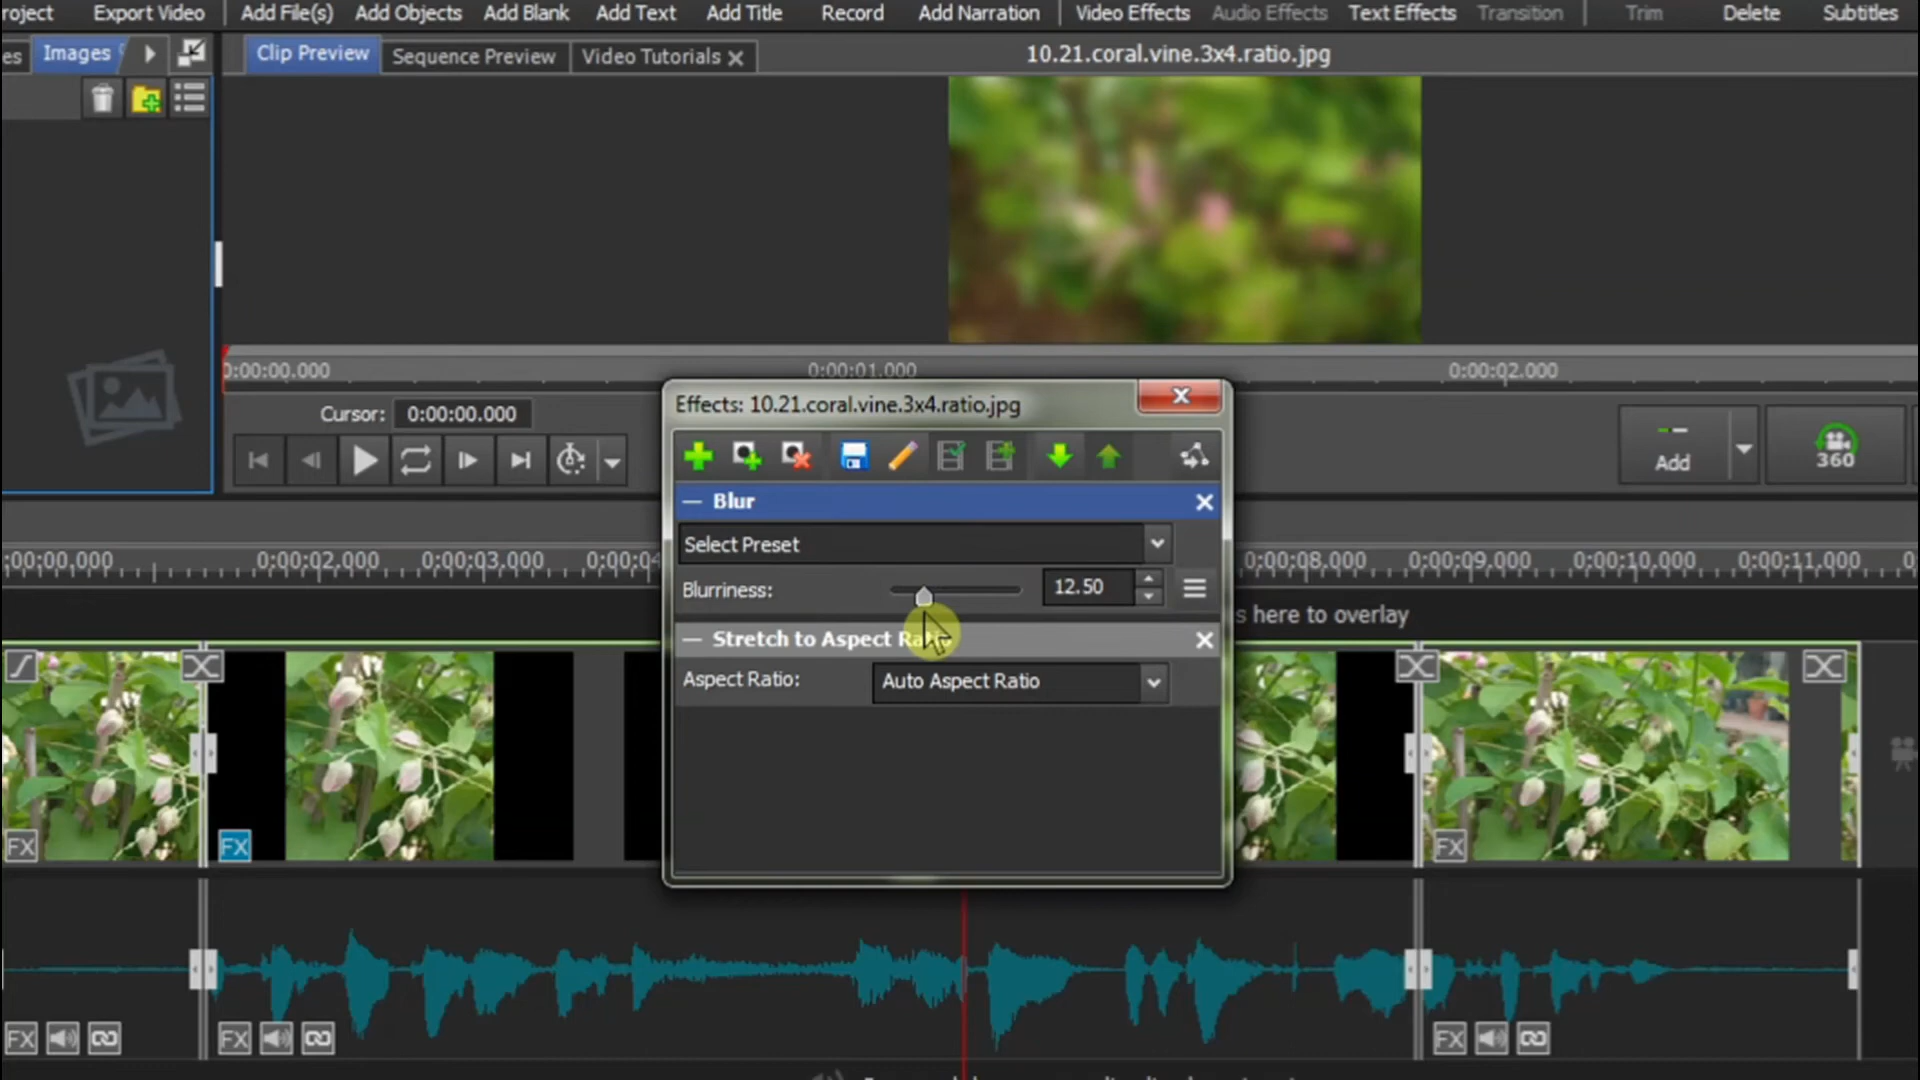 roject Export Video Add File(s) Add Objects Add Blank Add Text Add Title Record Add Narration Video Effects Audio Effects Text Effects Transition Trim Delete Subtitles
es Images Clip Preview Sequence Preview Video Tutorials 10.21.coral.vine.3x4.ratio.jpg
0:00:00.000 0:00:01.000 0:00:02.000
Cursor: 0:00:00.000
Add 360
Effects: 10.21.coral.vine.3x4.ratio.jpg
Blur
Select Preset
Blurriness: 12.50
Stretch to Aspect Ratio
Aspect Ratio: Auto Aspect Ratio
:00:00.000 0:00:02.000 0:00:03.000 0:00:04 0:00:08.000 0:00:09.000 0:00:10.000 0:00:11.000 0
s here to overlay
FX FX FX
FX FX FX